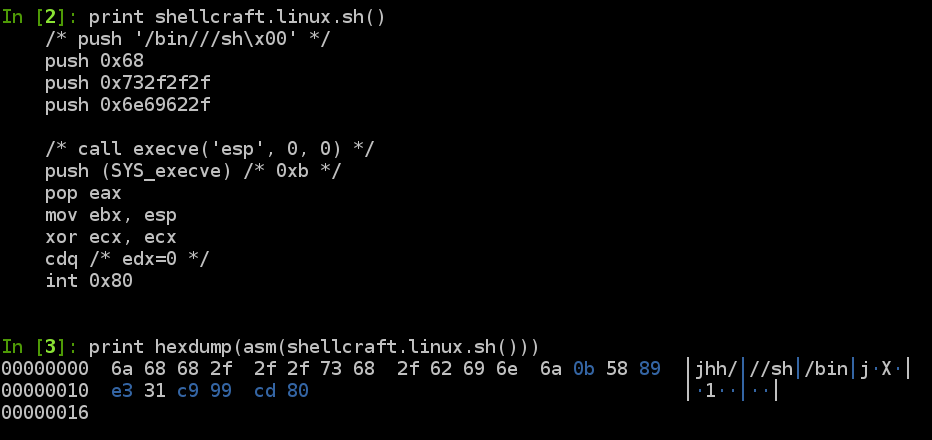 In [2]: print shellcraft.linux.sh()
    /* push '/bin///sh\x00' */
    push 0x68
    push 0x732f2f2f
    push 0x6e69622f

    /* call execve('esp', 0, 0) */
    push (SYS_execve) /* 0xb */
    pop eax
    mov ebx, esp
    xor ecx, ecx
    cdq /* edx=0 */
    int 0x80

In [3]: print hexdump(asm(shellcraft.linux.sh()))
00000000  6a 68 68 2f  2f 2f 73 68  2f 62 69 6e  6a 0b 58 89  │jhh/│//sh│/bin│j·X·│
00000010  e3 31 c9 99  cd 80                                  │·1··│··│
00000016